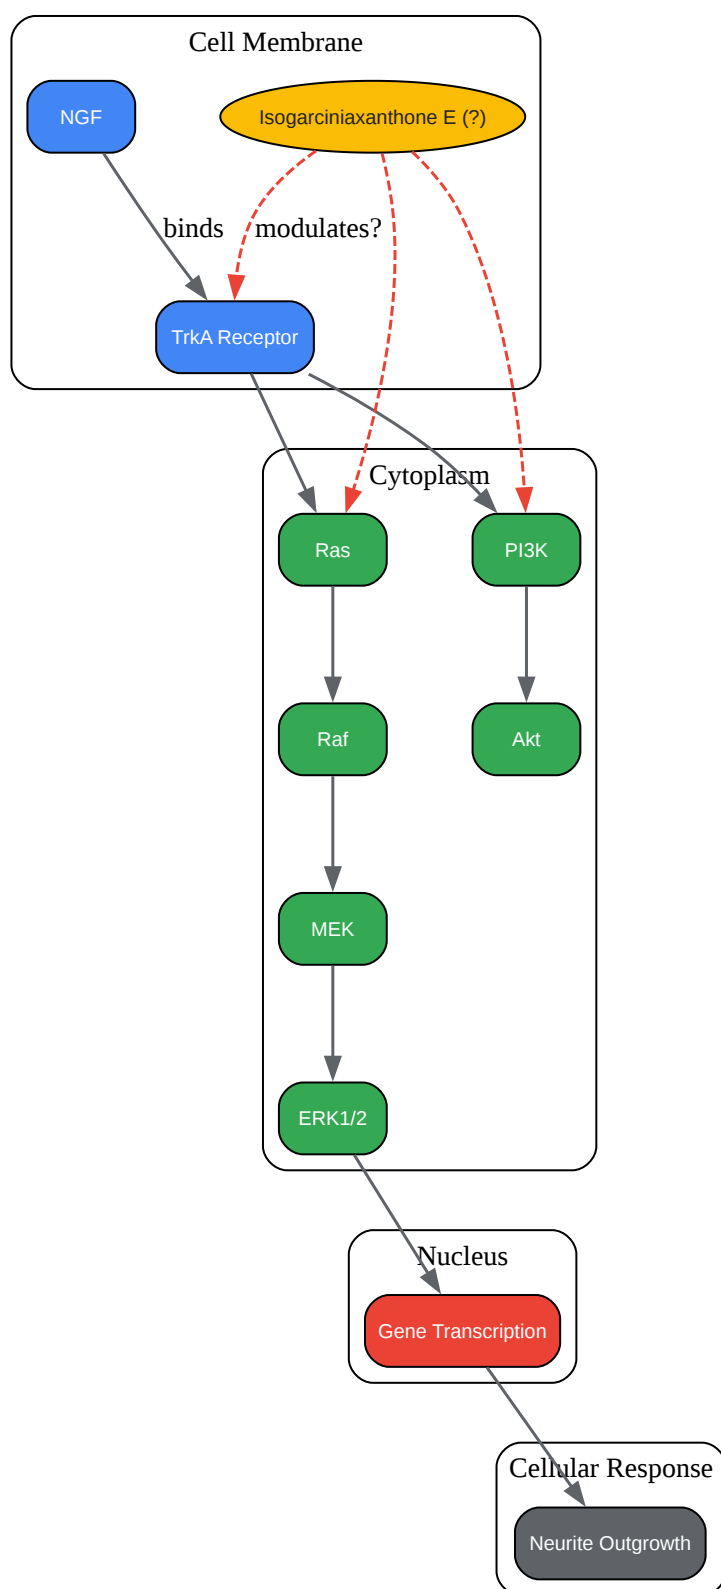 Cell Membrane
NGF
Isogarciniaxanthone E (?)
binds
modulates?
TrkA Receptor
Cytoplasm
Ras
PI3K
Raf
Akt
MEK
ERK1/2
Nucleus
Gene Transcription
Cellular Response
Neurite Outgrowth